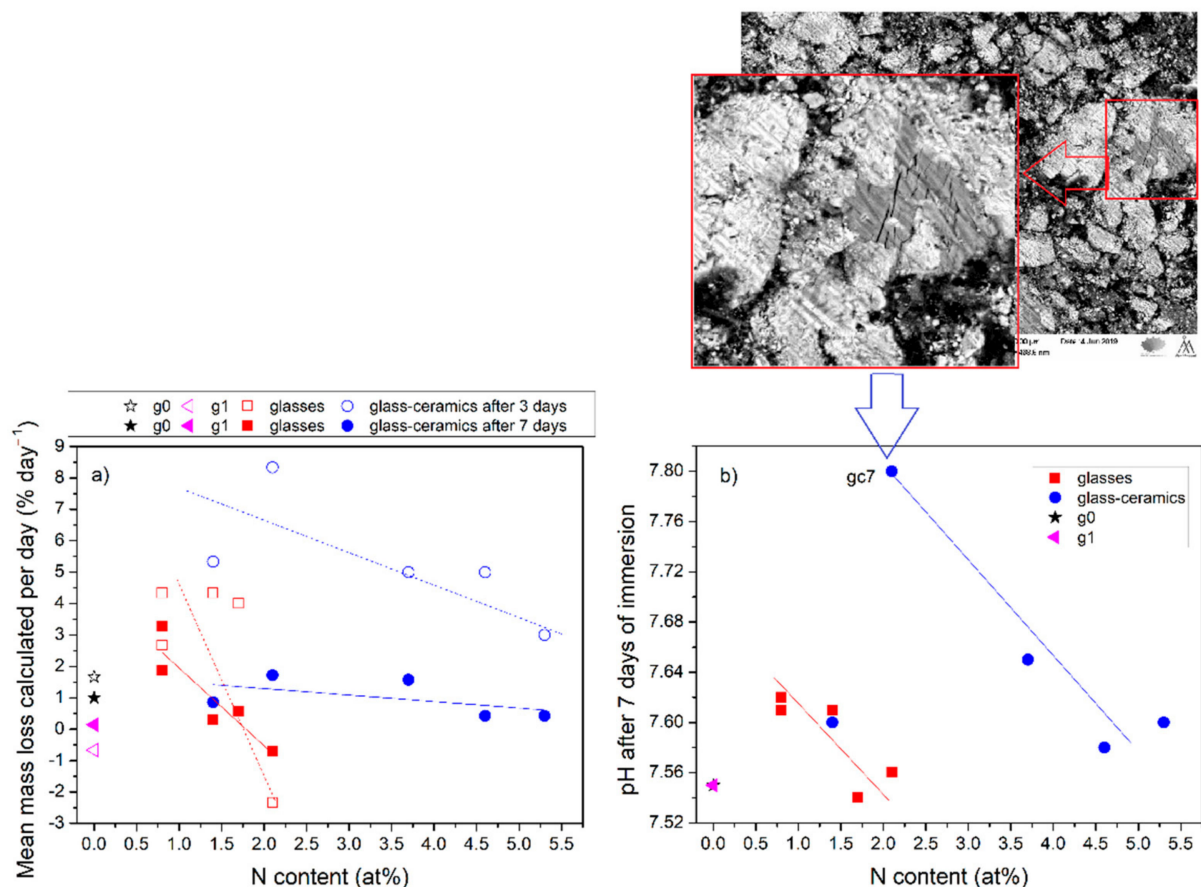 Date :4 Jun 2019
☆ g0 ◁ g1 □ glasses ○ glass-ceramics after 3 days
★ g0 ◀ g1 ■ glasses ● glass-ceramics after 7 days
a)
Mean mass loss calculated per day (% day⁻¹)
9
8
7
6
5
4
3
2
1
0
-1
-2
-3
0.0 0.5 1.0 1.5 2.0 2.5 3.0 3.5 4.0 4.5 5.0 5.5
N content (at%)
b)
gc7
glasses
glass-ceramics
g0
g1
pH after 7 days of immersion
7.80
7.76
7.72
7.68
7.64
7.60
7.56
7.52
0.0 0.5 1.0 1.5 2.0 2.5 3.0 3.5 4.0 4.5 5.0 5.5
N content (at%)